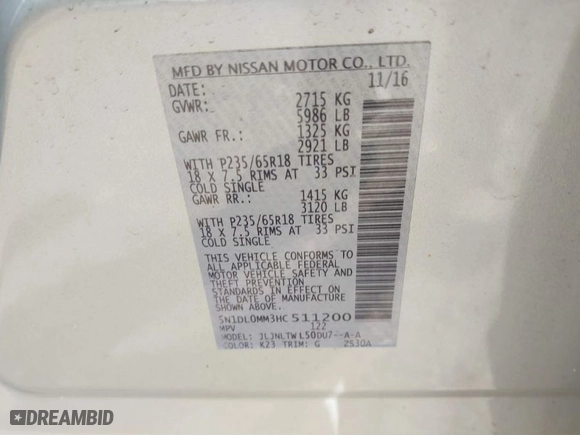 MFD BY NISSAN MOTOR CO., LTD.
DATE: 11/16
GVWR: 2715 KG
5986 LB
GAWR FR.: 1325 KG
2921 LB
WITH P235/65R18 TIRES
18 X 7.5 RIMS AT 33 PSI
COLD SINGLE
GAWR RR.: 1415 KG
3120 LB
WITH P235/65R18 TIRES
18 X 7.5 RIMS AT 33 PSI
COLD SINGLE
THIS VEHICLE CONFORMS TO
ALL APPLICABLE FEDERAL
MOTOR VEHICLE SAFETY AND
THEFT PREVENTION
STANDARDS IN EFFECT ON
THE DATE OF MANUFACTURE
SHOWN ABOVE.
5N1DL0MM3HC511200
MPV 122
MODEL: JLJNLTWL50DU7--A-A
COLOR: K23 TRIM: G 2530A
DREAMBID